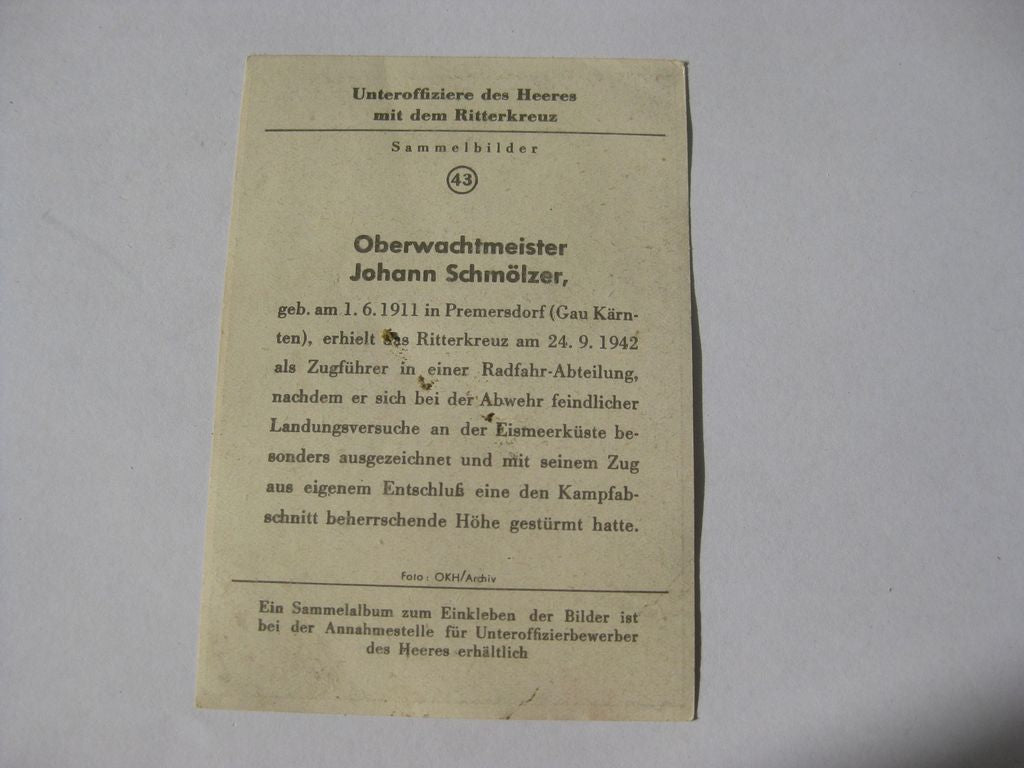 Unteroffiziere des Heeres
mit dem Ritterkreuz
Sammelbilder
43
Oberwachtmeister
Johann Schmölzer,
geb. am 1. 6. 1911 in Premersdorf (Gau Kärn-
ten), erhielt das Ritterkreuz am 24. 9. 1942
als Zugführer in einer Radfahr-Abteilung,
nachdem er sich bei der Abwehr feindlicher
Landungsversuche an der Eismeerküste be-
sonders ausgezeichnet und mit seinem Zug
aus eigenem Entschluß eine den Kampfab-
schnitt beherrschende Höhe gestürmt hatte.
Foto: OKH/Archiv
Ein Sammelalbum zum Einkleben der Bilder ist
bei der Annahmestelle für Unteroffizierbewerber
des Heeres erhältlich